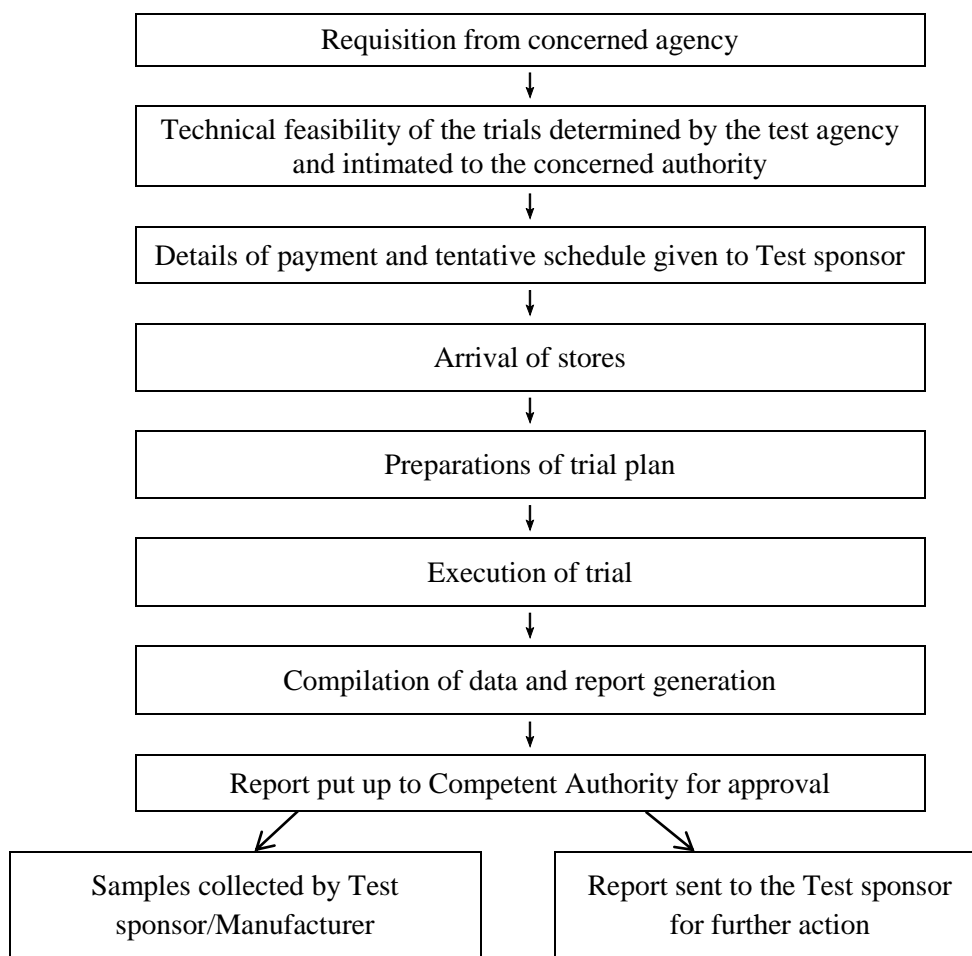 Requisition from concerned agency
Technical feasibility of the trials determined by the test agency
and intimated to the concerned authority
Details of payment and tentative schedule given to Test sponsor
Arrival of stores
Preparations of trial plan
Execution of trial
Compilation of data and report generation
Report put up to Competent Authority for approval
Samples collected by Test
sponsor/Manufacturer
Report sent to the Test sponsor
for further action